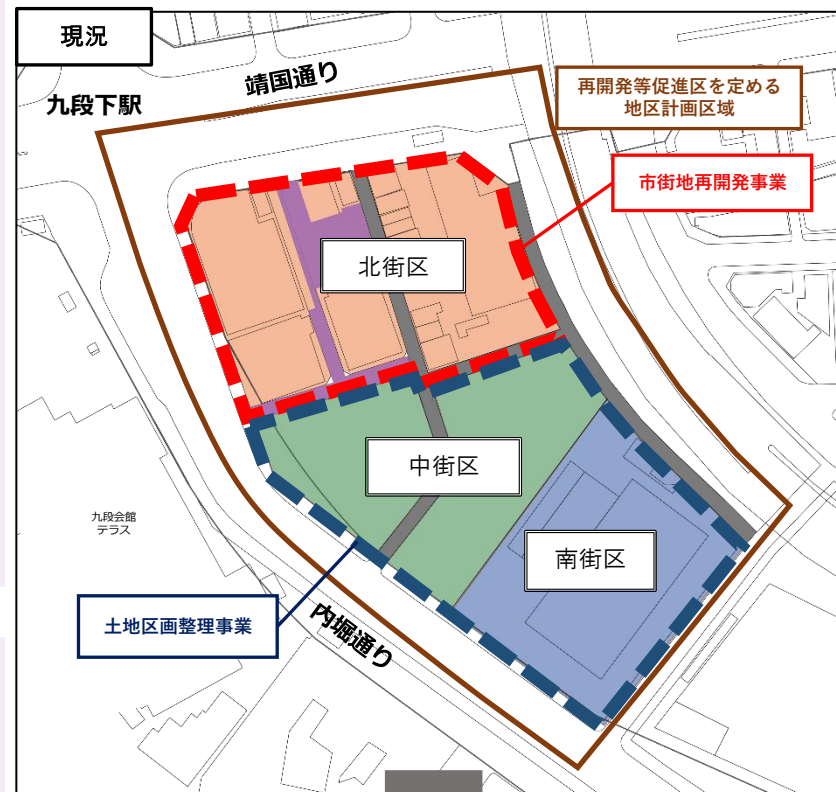 現況
靖国通り
九段下駅
再開発等促進区を定める
地区計画区域
市街地再開発事業
北街区
中街区
九段会館
テラス
南街区
土地区画整理事業
内堀通り